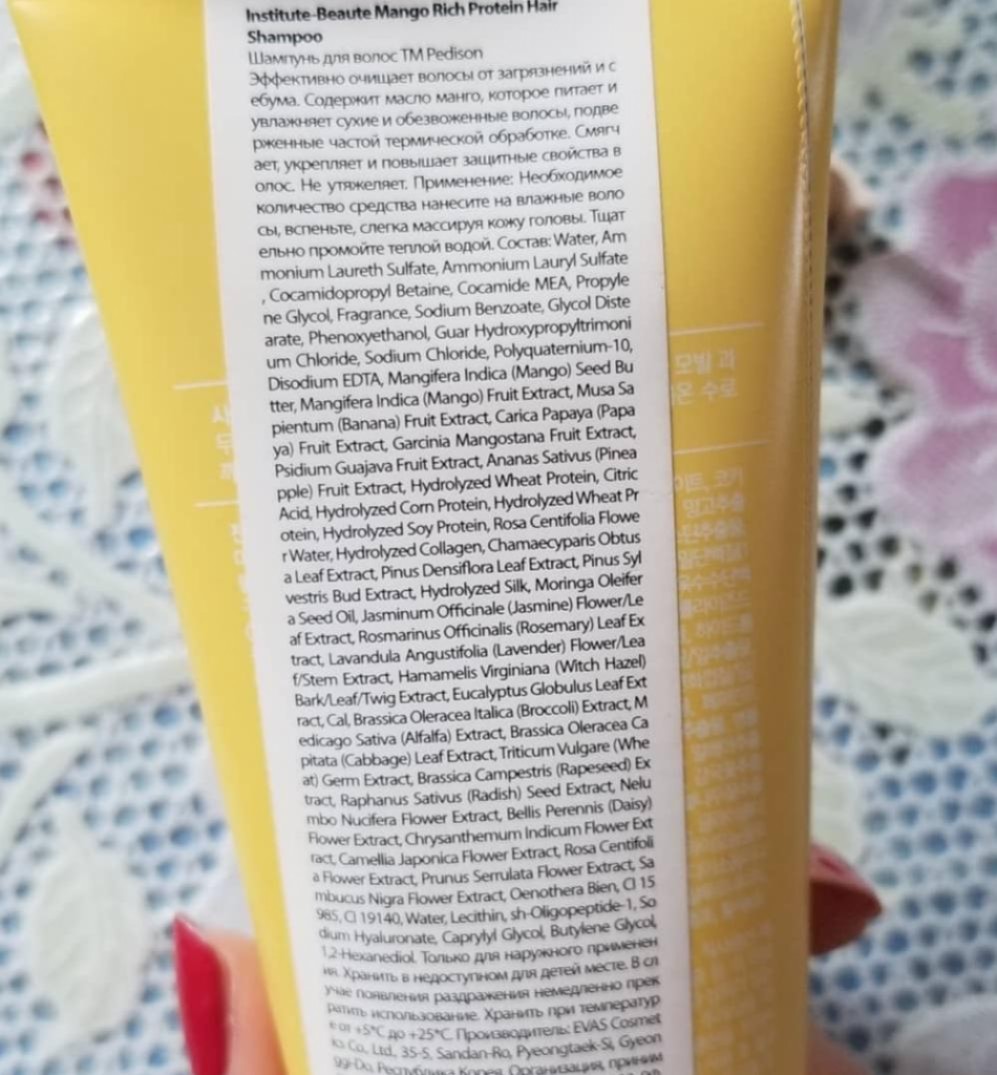 Institute-Beaute Mango Rich Protein Hair
Shampoo
Шампунь для волос ТМ Pedison
Эффективно очищает волосы от загрязнений и с
ебума. Содержит масло манго, которое питает и
увлажняет сухие и обезвоженные волосы, подве
рженные частой термической обработке. Смягч
ает, укрепляет и повышает защитные свойства в
олос. Не утяжеляет. Применение: Необходимое
количество средства нанесите на влажные воло
сы, вспеньте, слегка массируя кожу головы. Тщат
ельно промойте теплой водой. Состав: Water, Am
monium Laureth Sulfate, Ammonium Lauryl Sulfate
, Cocamidopropyl Betaine, Cocamide MEA, Propyle
ne Glycol, Fragrance, Sodium Benzoate, Glycol Diste
arate, Phenoxyethanol, Guar Hydroxypropyltrimoni
um Chloride, Sodium Chloride, Polyquaternium-10,
Disodium EDTA, Mangifera Indica (Mango) Seed Bu
tter, Mangifera Indica (Mango) Fruit Extract, Musa Sa
pientum (Banana) Fruit Extract, Carica Papaya (Papa
ya) Fruit Extract, Garcinia Mangostana Fruit Extract,
Psidium Guajava Fruit Extract, Ananas Sativus (Pinea
pple) Fruit Extract, Hydrolyzed Wheat Protein, Citric
Acid, Hydrolyzed Corn Protein, Hydrolyzed Wheat Pr
otein, Hydrolyzed Soy Protein, Rosa Centifolia Flowe
r Water, Hydrolyzed Collagen, Chamaecyparis Obtus
a Leaf Extract, Pinus Densiflora Leaf Extract, Pinus Syl
vestris Bud Extract, Hydrolyzed Silk, Moringa Oleifer
a Seed Oil, Jasminum Officinale (Jasmine) Flower/Le
af Extract, Rosmarinus Officinalis (Rosemary) Leaf Ex
tract, Lavandula Angustifolia (Lavender) Flower/Lea
f/Stem Extract, Hamamelis Virginiana (Witch Hazel)
Bark/Leaf/Twig Extract, Eucalyptus Globulus Leaf Ext
ract, Cal, Brassica Oleracea Italica (Broccoli) Extract, M
edicago Sativa (Alfalfa) Extract, Brassica Oleracea Ca
pitata (Cabbage) Leaf Extract, Triticum Vulgare (Whe
at) Germ Extract, Brassica Campestris (Rapeseed) Ex
tract, Raphanus Sativus (Radish) Seed Extract, Nelu
mbo Nucifera Flower Extract, Bellis Perennis (Daisy)
Flower Extract, Chrysanthemum Indicum Flower Ext
ract, Camellia Japonica Flower Extract, Rosa Centifoli
a Flower Extract, Prunus Serrulata Flower Extract, Sa
mbucus Nigra Flower Extract, Oenothera Bien, CI 15
985, CI 19140, Water, Lecithin, sh-Oligopeptide-1, So
dium Hyaluronate, Caprylyl Glycol, Butylene Glycol,
1,2-Hexanediol. Только для наружного применен
ия. Хранить в недоступном для детей месте. В сл
учае появления раздражения немедленно прек
ратить использование. Хранить при температур
е от +5°C до +25°C. Производитель: EVAS Cosmet
ics Co., Ltd., 35-5, Sandan-Ro, Pyeongtaek-Si, Gyeon
gg-Do, Республика Корея. Организация, приним
모발 과
온 수로